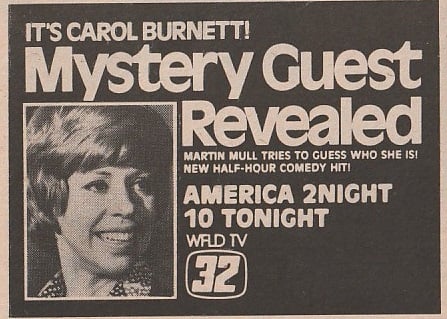 IT'S CAROL BURNETT!
Mystery Guest
Revealed
MARTIN MULL TRIES TO GUESS WHO SHE IS!
NEW HALF-HOUR COMEDY HIT!
AMERICA 2NIGHT
10 TONIGHT
WFLD TV
32